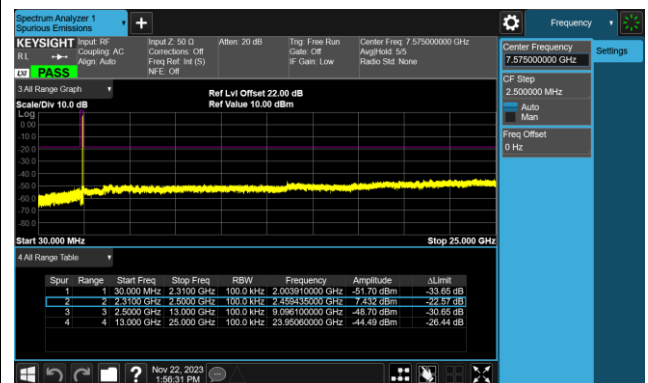 Spectrum Analyzer 1
Spurious Emissions
Frequency
KEYSIGHT
RL
LXI PASS
Input: RF
Coupling: AC
Align: Auto
Input Z: 50 Ω
Corrections: Off
Freq Ref: Int (S)
NFE: Off
Atten: 20 dB
Trig: Free Run
Gate: Off
IF Gain: Low
Center Freq: 7.575000000 GHz
Avg|Hold: 5/5
Radio Std: None
Center Frequency
7.575000000 GHz
Settings
CF Step
2.500000 MHz
Auto
Man
Freq Offset
0 Hz
3 All Range Graph
Scale/Div 10.0 dB
Ref Lvl Offset 22.00 dB
Ref Value 10.00 dBm
Log
0.00
-10.0
-20.0
-30.0
-40.0
-50.0
-60.0
-70.0
-80.0
Start 30.000 MHz Stop 25.000 GHz
4 All Range Table
Spur Range Start Freq Stop Freq RBW Frequency Amplitude ΔLimit
1 1 30.000 MHz 2.3100 GHz 100.0 kHz 2.003910000 GHz -51.70 dBm -33.65 dB
2 2 2.3100 GHz 2.5000 GHz 100.0 kHz 2.459435000 GHz 7.432 dBm -22.57 dB
3 3 2.5000 GHz 13.000 GHz 100.0 kHz 9.096100000 GHz -48.70 dBm -30.65 dB
4 4 13.000 GHz 25.000 GHz 100.0 kHz 23.95060000 GHz -44.49 dBm -26.44 dB
?
Nov 22, 2023
1:56:31 PM